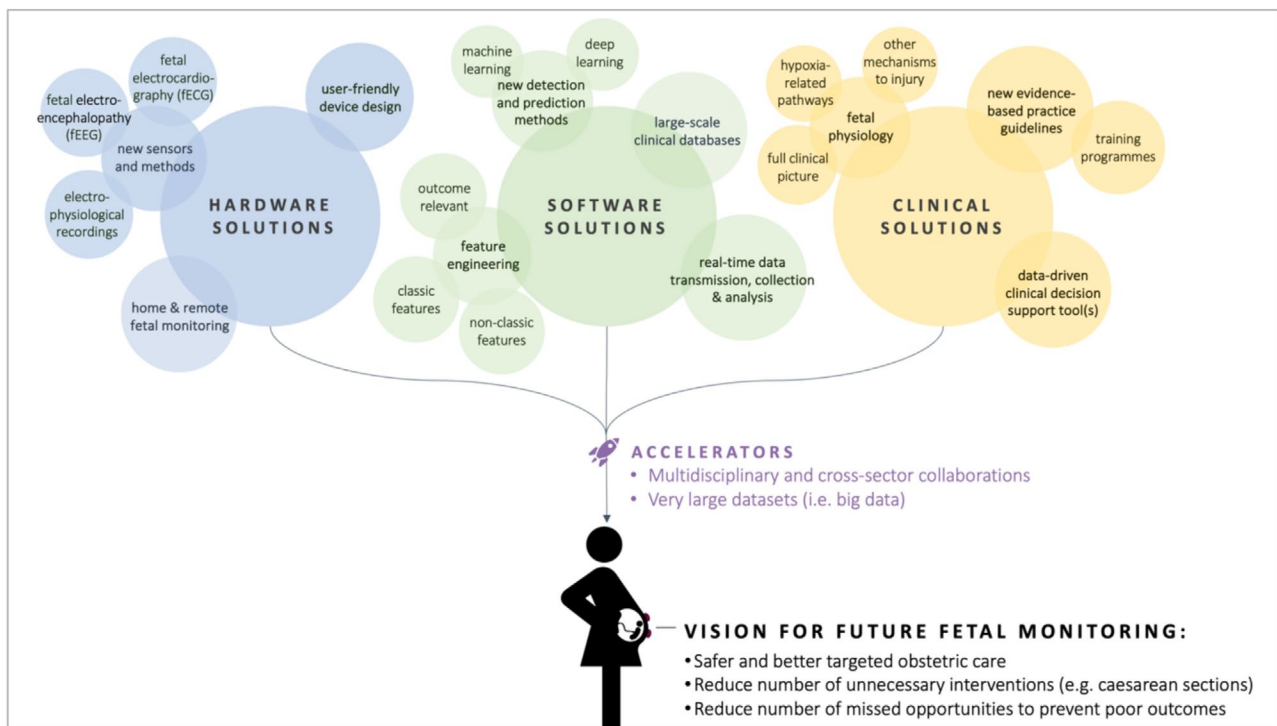 fetal
electrocardio-
graphy (fECG)
fetal electro-
encephalopathy
(fEEG)
new sensors
and methods
electro-
physiological
recordings
user-friendly
device design
HARDWARE
SOLUTIONS
home & remote
fetal monitoring
machine
learning
deep
learning
new detection
and prediction
methods
large-scale
clinical databases
outcome
relevant
feature
engineering
classic
features
non-classic
features
SOFTWARE
SOLUTIONS
real-time data
transmission, collection
& analysis
hypoxia-
related
pathways
other
mechanisms
to injury
fetal
physiology
full clinical
picture
new evidence-
based practice
guidelines
training
programmes
CLINICAL
SOLUTIONS
data-driven
clinical decision
support tool(s)
ACCELERATORS
• Multidisciplinary and cross-sector collaborations
• Very large datasets (i.e. big data)
VISION FOR FUTURE FETAL MONITORING:
• Safer and better targeted obstetric care
• Reduce number of unnecessary interventions (e.g. caesarean sections)
• Reduce number of missed opportunities to prevent poor outcomes